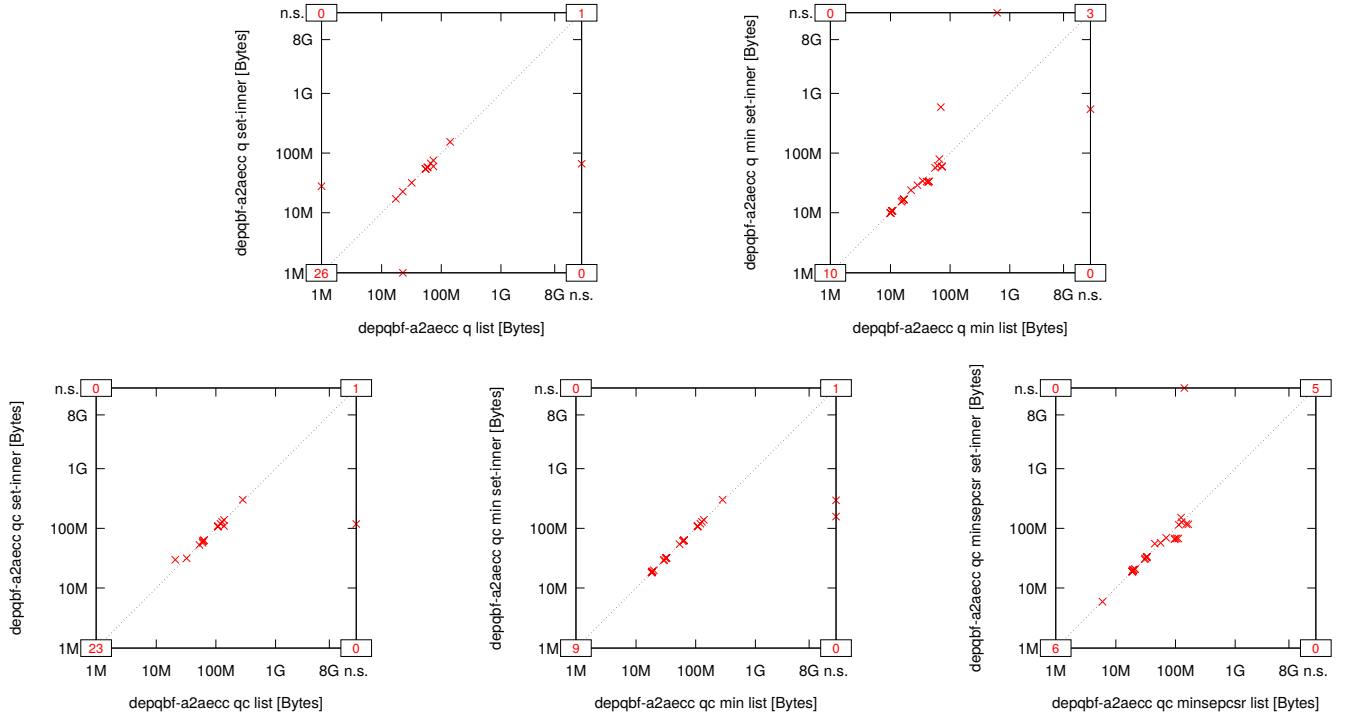 n.s. 0 1
8G
1G
100M
10M
1M 26 0
1M 10M 100M 1G 8G n.s.
depqbf-a2aecc q set-inner [Bytes]
depqbf-a2aecc q list [Bytes]
n.s. 0 3
8G
1G
100M
10M
1M 10 0
1M 10M 100M 1G 8G n.s.
depqbf-a2aecc q min set-inner [Bytes]
depqbf-a2aecc q min list [Bytes]
n.s. 0 1
8G
1G
100M
10M
1M 23 0
1M 10M 100M 1G 8G n.s.
depqbf-a2aecc qc set-inner [Bytes]
depqbf-a2aecc qc list [Bytes]
n.s. 0 1
8G
1G
100M
10M
1M 9 0
1M 10M 100M 1G 8G n.s.
depqbf-a2aecc qc min set-inner [Bytes]
depqbf-a2aecc qc min list [Bytes]
n.s. 0 5
8G
1G
100M
10M
1M 6 0
1M 10M 100M 1G 8G n.s.
depqbf-a2aecc qc minsepcsr set-inner [Bytes]
depqbf-a2aecc qc minsepcsr list [Bytes]